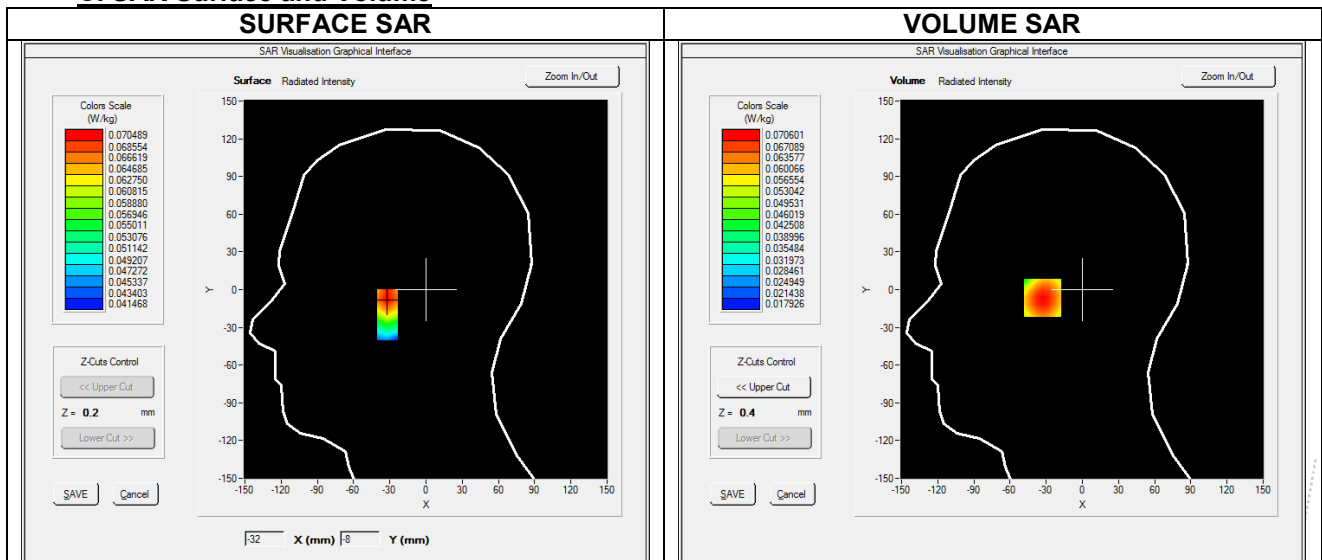 SURFACE SAR
SAR Visualisation Graphical Interface
Surface Radiated Intensity
Zoom In/Out
Colors Scale
(W/kg)
0.070489
0.068554
0.066619
0.064685
0.062750
0.060815
0.058880
0.056946
0.055011
0.053076
0.051142
0.049207
0.047272
0.045337
0.043403
0.041468
Z-Cuts Control
<< Upper Cut
Z = 0.2 mm
Lower Cut >>
SAVE Cancel
150
120
90
60
30
0
-30
-60
-90
-120
-150
Y
-150 -120 -90 -60 -30 0 30 60 90 120 150
X
-32 X (mm) -8 Y (mm)
VOLUME SAR
SAR Visualisation Graphical Interface
Volume Radiated Intensity
Zoom In/Out
Colors Scale
(W/kg)
0.070601
0.067089
0.063577
0.060066
0.056554
0.053042
0.049531
0.046019
0.042508
0.038996
0.035484
0.031973
0.028461
0.024949
0.021438
0.017926
Z-Cuts Control
<< Upper Cut
Z = 0.4 mm
Lower Cut >>
SAVE Cancel
150
120
90
60
30
0
-30
-60
-90
-120
-150
Y
-150 -120 -90 -60 -30 0 30 60 90 120 150
X